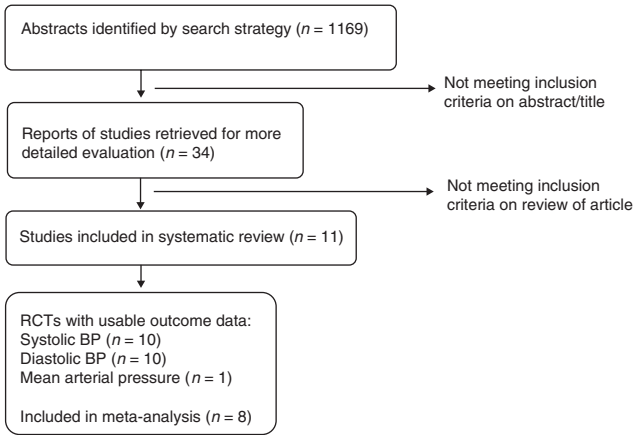 Abstracts identified by search strategy (n = 1169)
Not meeting inclusion
criteria on abstract/title
Reports of studies retrieved for more
detailed evaluation (n = 34)
Not meeting inclusion
criteria on review of article
Studies included in systematic review (n = 11)
RCTs with usable outcome data:
Systolic BP (n = 10)
Diastolic BP (n = 10)
Mean arterial pressure (n = 1)
Included in meta-analysis (n = 8)